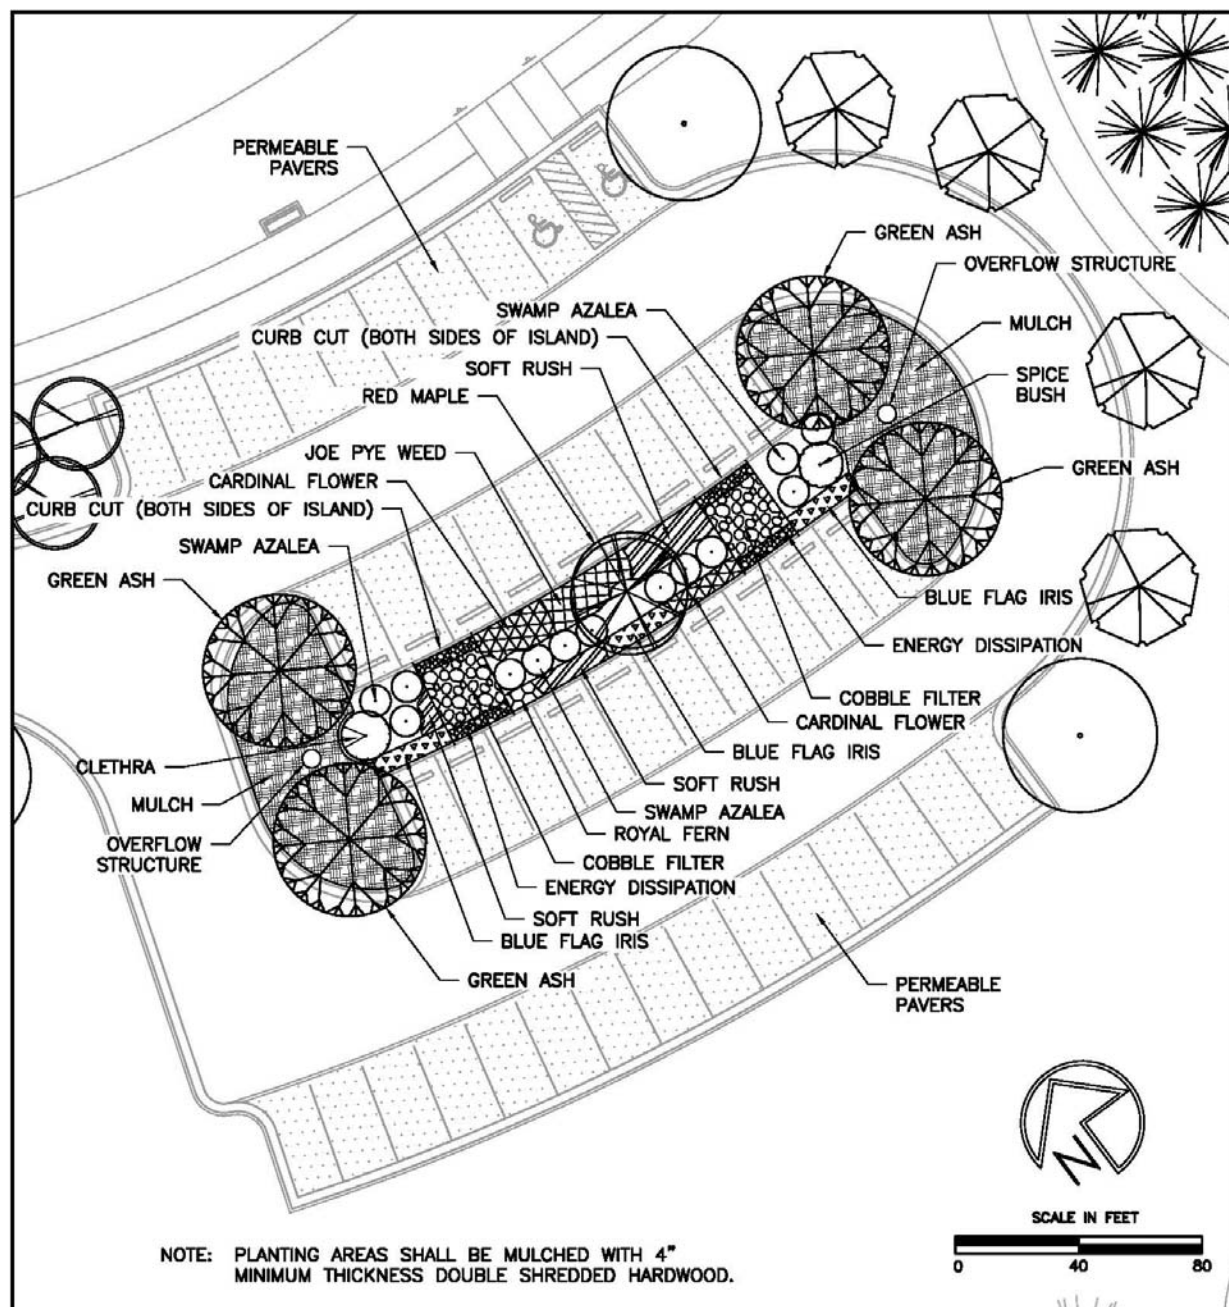 PERMEABLE
PAVERS
GREEN ASH
OVERFLOW STRUCTURE
SWAMP AZALEA
CURB CUT (BOTH SIDES OF ISLAND)
MULCH
SOFT RUSH
SPICE
BUSH
RED MAPLE
JOE PYE WEED
CARDINAL FLOWER
GREEN ASH
CURB CUT (BOTH SIDES OF ISLAND)
SWAMP AZALEA
GREEN ASH
BLUE FLAG IRIS
ENERGY DISSIPATION
COBBLE FILTER
CARDINAL FLOWER
BLUE FLAG IRIS
CLETHRA
SOFT RUSH
MULCH
SWAMP AZALEA
ROYAL FERN
OVERFLOW
STRUCTURE
COBBLE FILTER
ENERGY DISSIPATION
SOFT RUSH
BLUE FLAG IRIS
GREEN ASH
PERMEABLE
PAVERS
N
SCALE IN FEET
0 40 80
NOTE: PLANTING AREAS SHALL BE MULCHED WITH 4"
MINIMUM THICKNESS DOUBLE SHREDDED HARDWOOD.